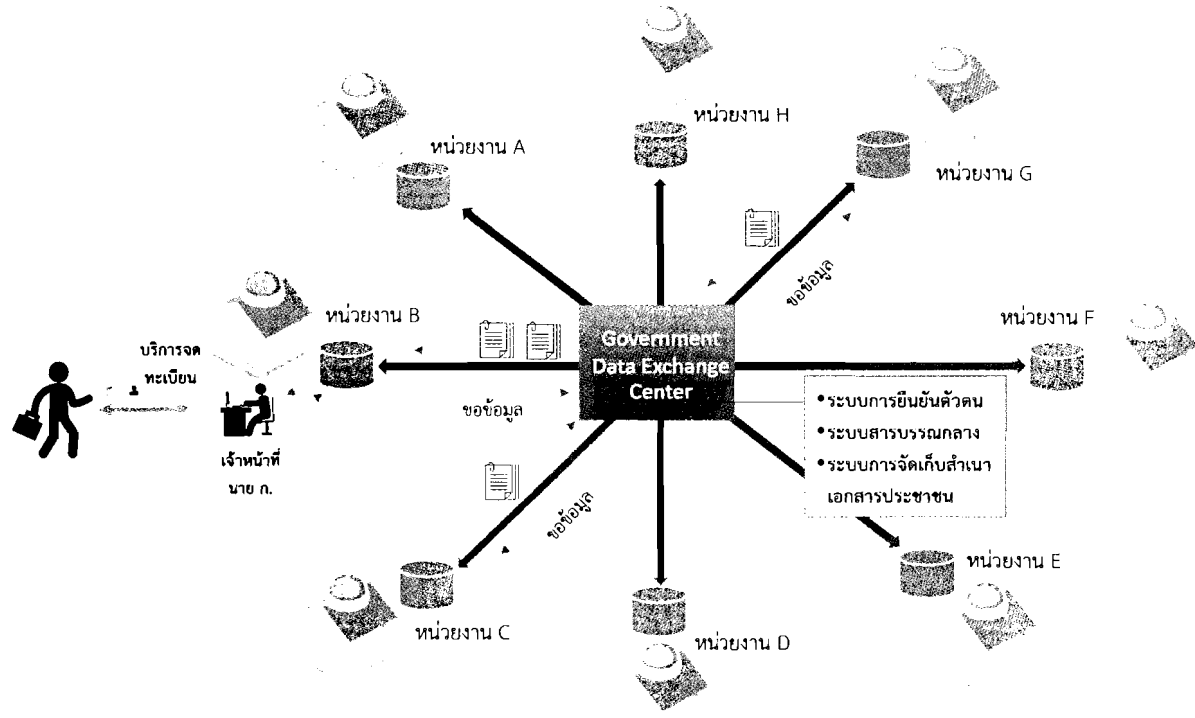 หน่วยงาน H
หน่วยงาน A
หน่วยงาน G
ขอข้อมูล
หน่วยงาน B
หน่วยงาน F
บริการจด
ทะเบียน
Government
Data Exchange
Center
ขอข้อมูล
•ระบบการยืนยันตัวตน
•ระบบสารบรรณกลาง
•ระบบการจัดเก็บสำเนา
เอกสารประชาชน
เจ้าหน้าที่
นาย ก.
ขอข้อมูล
หน่วยงาน E
หน่วยงาน C
หน่วยงาน D